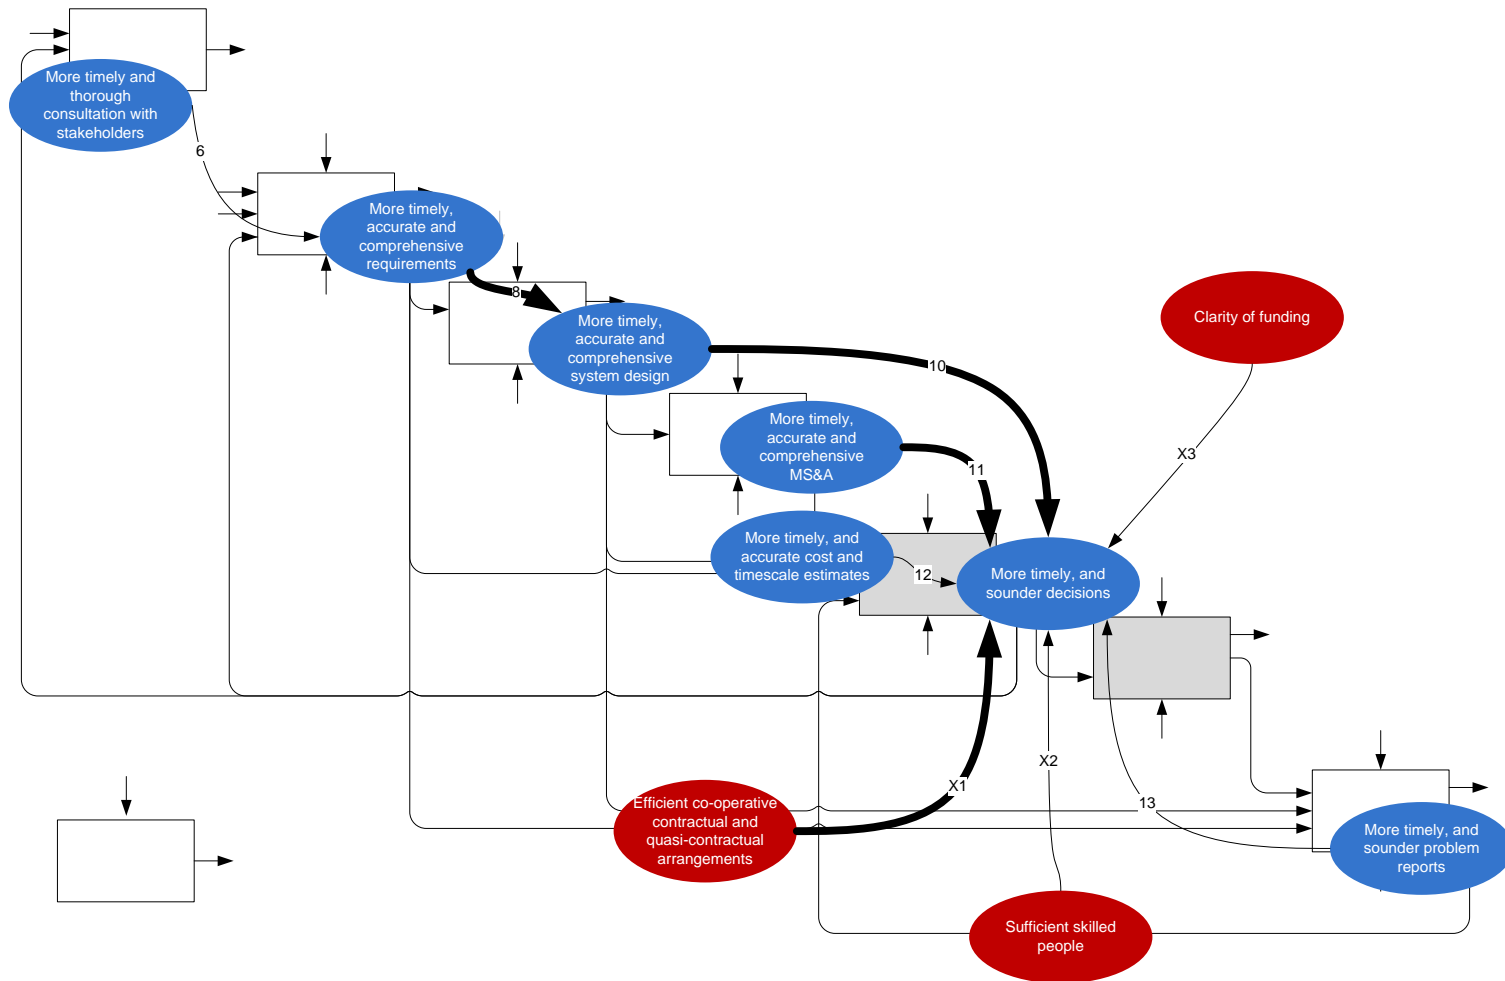 More timely and
thorough
consultation with
stakeholders
6
More timely,
accurate and
comprehensive
requirements
8
More timely,
accurate and
comprehensive
system design
10
Clarity of funding
More timely,
accurate and
comprehensive
MS&A
11
X3
More timely, and
accurate cost and
timescale estimates
12
More timely, and
sounder decisions
X2
X1
13
Efficient co-operative
contractual and
quasi-contractual
arrangements
More timely, and
sounder problem
reports
Sufficient skilled
people